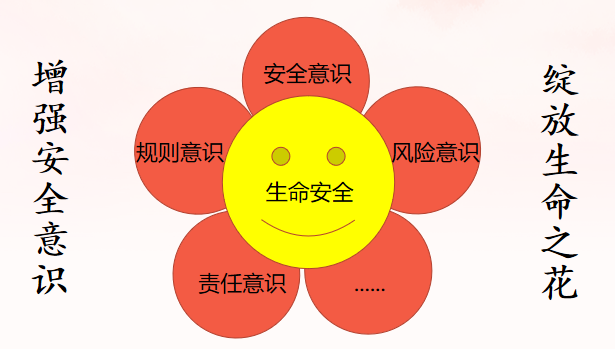 增强安全意识
安全意识
规则意识
风险意识
生命安全
责任意识
......
绽放生命之花